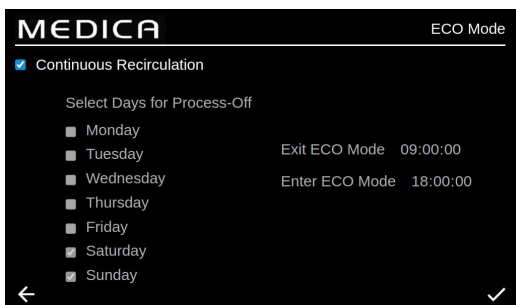 MEDICA
ECO Mode
Continuous Recirculation
Select Days for Process-Off
Monday
Tuesday
Wednesday
Thursday
Friday
Saturday
Sunday
Exit ECO Mode 09:00:00
Enter ECO Mode 18:00:00